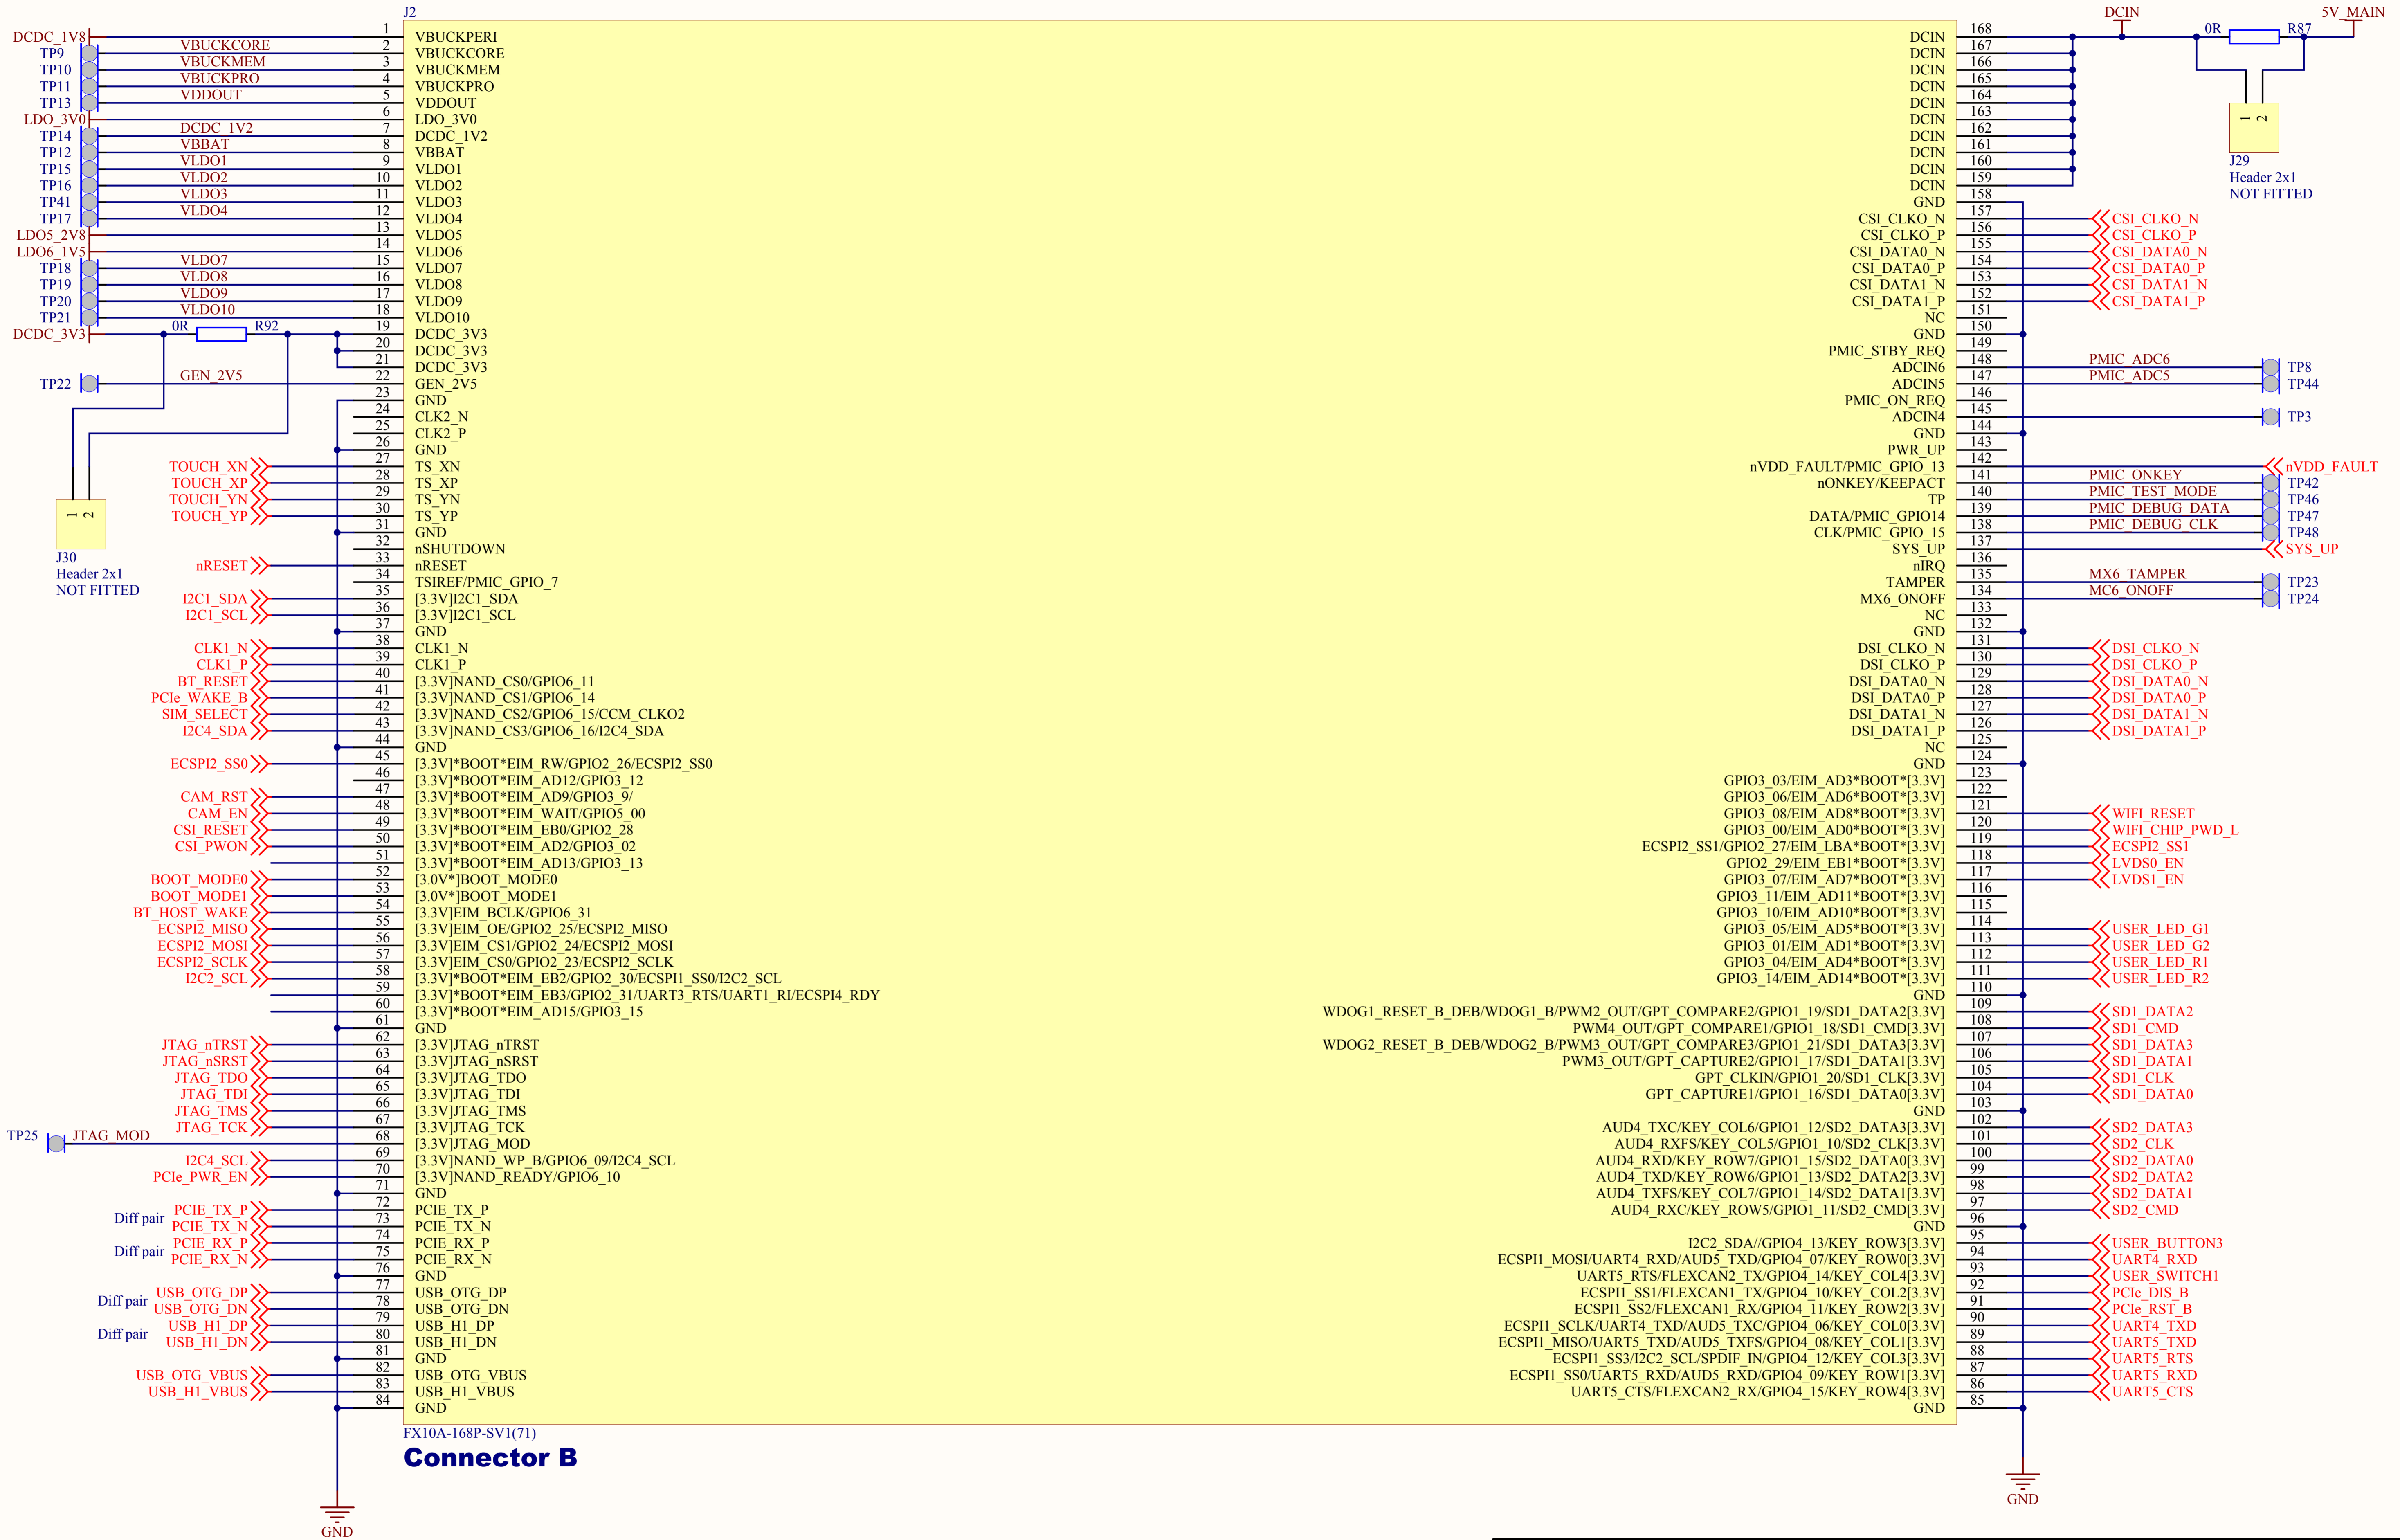 J2
DCDC_1V8 1 VBUCKPERI
TP9 VBUCKCORE 2 VBUCKCORE
TP10 VBUCKMEM 3 VBUCKMEM
TP11 VBUCKPRO 4 VBUCKPRO
TP13 VDDOUT 5 VDDOUT
LDO_3V0 6 LDO_3V0
TP14 DCDC_1V2 7 DCDC_1V2
TP12 VBBAT 8 VBBAT
TP15 VLDO1 9 VLDO1
TP16 VLDO2 10 VLDO2
TP41 VLDO3 11 VLDO3
TP17 VLDO4 12 VLDO4
LDO5_2V8 13 VLDO5
LDO6_1V5 14 VLDO6
TP18 VLDO7 15 VLDO7
TP19 VLDO8 16 VLDO8
TP20 VLDO9 17 VLDO9
TP21 VLDO10 18 VLDO10
DCDC_3V3 0R R92 19 DCDC_3V3
20 DCDC_3V3
21 DCDC_3V3
TP22 GEN_2V5 22 GEN_2V5
23 GND
24 CLK2_N
25 CLK2_P
26 GND
TOUCH_XN 27 TS_XN
TOUCH_XP 28 TS_XP
TOUCH_YN 29 TS_YN
TOUCH_YP 30 TS_YP
1 2
J30
Header 2x1
NOT FITTED
31 GND
32 nSHUTDOWN
nRESET 33 nRESET
34 TSIREF/PMIC_GPIO_7
I2C1_SDA 35 [3.3V]I2C1_SDA
I2C1_SCL 36 [3.3V]I2C1_SCL
37 GND
CLK1_N 38 CLK1_N
CLK1_P 39 CLK1_P
BT_RESET 40 [3.3V]NAND_CS0/GPIO6_11
PCIe_WAKE_B 41 [3.3V]NAND_CS1/GPIO6_14
SIM_SELECT 42 [3.3V]NAND_CS2/GPIO6_15/CCM_CLKO2
I2C4_SDA 43 [3.3V]NAND_CS3/GPIO6_16/I2C4_SDA
44 GND
ECSPI2_SS0 45 [3.3V]*BOOT*EIM_RW/GPIO2_26/ECSPI2_SS0
46 [3.3V]*BOOT*EIM_AD12/GPIO3_12
CAM_RST 47 [3.3V]*BOOT*EIM_AD9/GPIO3_9/
CAM_EN 48 [3.3V]*BOOT*EIM_WAIT/GPIO5_00
CSI_RESET 49 [3.3V]*BOOT*EIM_EB0/GPIO2_28
CSI_PWON 50 [3.3V]*BOOT*EIM_AD2/GPIO3_02
51 [3.3V]*BOOT*EIM_AD13/GPIO3_13
BOOT_MODE0 52 [3.0V*]BOOT_MODE0
BOOT_MODE1 53 [3.0V*]BOOT_MODE1
BT_HOST_WAKE 54 [3.3V]EIM_BCLK/GPIO6_31
ECSPI2_MISO 55 [3.3V]EIM_OE/GPIO2_25/ECSPI2_MISO
ECSPI2_MOSI 56 [3.3V]EIM_CS1/GPIO2_24/ECSPI2_MOSI
ECSPI2_SCLK 57 [3.3V]EIM_CS0/GPIO2_23/ECSPI2_SCLK
I2C2_SCL 58 [3.3V]*BOOT*EIM_EB2/GPIO2_30/ECSPI1_SS0/I2C2_SCL
59 [3.3V]*BOOT*EIM_EB3/GPIO2_31/UART3_RTS/UART1_RI/ECSPI4_RDY
60 [3.3V]*BOOT*EIM_AD15/GPIO3_15
61 GND
JTAG_nTRST 62 [3.3V]JTAG_nTRST
JTAG_nSRST 63 [3.3V]JTAG_nSRST
JTAG_TDO 64 [3.3V]JTAG_TDO
JTAG_TDI 65 [3.3V]JTAG_TDI
JTAG_TMS 66 [3.3V]JTAG_TMS
JTAG_TCK 67 [3.3V]JTAG_TCK
TP25 JTAG_MOD 68 [3.3V]JTAG_MOD
I2C4_SCL 69 [3.3V]NAND_WP_B/GPIO6_09/I2C4_SCL
PCIe_PWR_EN 70 [3.3V]NAND_READY/GPIO6_10
71 GND
PCIE_TX_P 72 PCIE_TX_P
Diff pair
PCIE_TX_N 73 PCIE_TX_N
PCIE_RX_P 74 PCIE_RX_P
Diff pair
PCIE_RX_N 75 PCIE_RX_N
76 GND
USB_OTG_DP 77 USB_OTG_DP
Diff pair
USB_OTG_DN 78 USB_OTG_DN
USB_H1_DP 79 USB_H1_DP
Diff pair
USB_H1_DN 80 USB_H1_DN
81 GND
USB_OTG_VBUS 82 USB_OTG_VBUS
USB_H1_VBUS 83 USB_H1_VBUS
84 GND
GND
DCIN 5V_MAIN
DCIN 168 0R R87
DCIN 167
DCIN 166
DCIN 165
DCIN 164
DCIN 163
DCIN 162
DCIN 161
DCIN 160
DCIN 159
1 2
J29
Header 2x1
NOT FITTED
GND 158
CSI_CLKO_N 157 CSI_CLKO_N
CSI_CLKO_P 156 CSI_CLKO_P
CSI_DATA0_N 155 CSI_DATA0_N
CSI_DATA0_P 154 CSI_DATA0_P
CSI_DATA1_N 153 CSI_DATA1_N
CSI_DATA1_P 152 CSI_DATA1_P
NC 151
GND 150
PMIC_STBY_REQ 149
ADCIN6 148 PMIC_ADC6 TP8
ADCIN5 147 PMIC_ADC5 TP44
PMIC_ON_REQ 146
ADCIN4 145 TP3
GND 144
PWR_UP 143
nVDD_FAULT/PMIC_GPIO_13 142 nVDD_FAULT
nONKEY/KEEPACT 141 PMIC_ONKEY TP42
TP 140 PMIC_TEST_MODE TP46
DATA/PMIC_GPIO14 139 PMIC_DEBUG_DATA TP47
CLK/PMIC_GPIO_15 138 PMIC_DEBUG_CLK TP48
SYS_UP 137 SYS_UP
nIRQ 136
TAMPER 135 MX6_TAMPER TP23
MX6_ONOFF 134 MC6_ONOFF TP24
NC 133
GND 132
DSI_CLKO_N 131 DSI_CLKO_N
DSI_CLKO_P 130 DSI_CLKO_P
DSI_DATA0_N 129 DSI_DATA0_N
DSI_DATA0_P 128 DSI_DATA0_P
DSI_DATA1_N 127 DSI_DATA1_N
DSI_DATA1_P 126 DSI_DATA1_P
NC 125
GND 124
GPIO3_03/EIM_AD3*BOOT*[3.3V] 123
GPIO3_06/EIM_AD6*BOOT*[3.3V] 122
GPIO3_08/EIM_AD8*BOOT*[3.3V] 121 WIFI_RESET
GPIO3_00/EIM_AD0*BOOT*[3.3V] 120 WIFI_CHIP_PWD_L
ECSPI2_SS1/GPIO2_27/EIM_LBA*BOOT*[3.3V] 119 ECSPI2_SS1
GPIO2_29/EIM_EB1*BOOT*[3.3V] 118 LVDS0_EN
GPIO3_07/EIM_AD7*BOOT*[3.3V] 117 LVDS1_EN
GPIO3_11/EIM_AD11*BOOT*[3.3V] 116
GPIO3_10/EIM_AD10*BOOT*[3.3V] 115
GPIO3_05/EIM_AD5*BOOT*[3.3V] 114 USER_LED_G1
GPIO3_01/EIM_AD1*BOOT*[3.3V] 113 USER_LED_G2
GPIO3_04/EIM_AD4*BOOT*[3.3V] 112 USER_LED_R1
GPIO3_14/EIM_AD14*BOOT*[3.3V] 111 USER_LED_R2
GND 110
WDOG1_RESET_B_DEB/WDOG1_B/PWM2_OUT/GPT_COMPARE2/GPIO1_19/SD1_DATA2[3.3V] 109 SD1_DATA2
PWM4_OUT/GPT_COMPARE1/GPIO1_18/SD1_CMD[3.3V] 108 SD1_CMD
WDOG2_RESET_B_DEB/WDOG2_B/PWM3_OUT/GPT_COMPARE3/GPIO1_21/SD1_DATA3[3.3V] 107 SD1_DATA3
PWM3_OUT/GPT_CAPTURE2/GPIO1_17/SD1_DATA1[3.3V] 106 SD1_DATA1
GPT_CLKIN/GPIO1_20/SD1_CLK[3.3V] 105 SD1_CLK
GPT_CAPTURE1/GPIO1_16/SD1_DATA0[3.3V] 104 SD1_DATA0
GND 103
AUD4_TXC/KEY_COL6/GPIO1_12/SD2_DATA3[3.3V] 102 SD2_DATA3
AUD4_RXFS/KEY_COL5/GPIO1_10/SD2_CLK[3.3V] 101 SD2_CLK
AUD4_RXD/KEY_ROW7/GPIO1_15/SD2_DATA0[3.3V] 100 SD2_DATA0
AUD4_TXD/KEY_ROW6/GPIO1_13/SD2_DATA2[3.3V] 99 SD2_DATA2
AUD4_TXFS/KEY_COL7/GPIO1_14/SD2_DATA1[3.3V] 98 SD2_DATA1
AUD4_RXC/KEY_ROW5/GPIO1_11/SD2_CMD[3.3V] 97 SD2_CMD
GND 96
I2C2_SDA//GPIO4_13/KEY_ROW3[3.3V] 95 USER_BUTTON3
ECSPI1_MOSI/UART4_RXD/AUD5_TXD/GPIO4_07/KEY_ROW0[3.3V] 94 UART4_RXD
UART5_RTS/FLEXCAN2_TX/GPIO4_14/KEY_COL4[3.3V] 93 USER_SWITCH1
ECSPI1_SS1/FLEXCAN1_TX/GPIO4_10/KEY_COL2[3.3V] 92 PCIe_DIS_B
ECSPI1_SS2/FLEXCAN1_RX/GPIO4_11/KEY_ROW2[3.3V] 91 PCIe_RST_B
ECSPI1_SCLK/UART4_TXD/AUD5_TXC/GPIO4_06/KEY_COL0[3.3V] 90 UART4_TXD
ECSPI1_MISO/UART5_TXD/AUD5_TXFS/GPIO4_08/KEY_COL1[3.3V] 89 UART5_TXD
ECSPI1_SS3/I2C2_SCL/SPDIF_IN/GPIO4_12/KEY_COL3[3.3V] 88 UART5_RTS
ECSPI1_SS0/UART5_RXD/AUD5_RXD/GPIO4_09/KEY_ROW1[3.3V] 87 UART5_RXD
UART5_CTS/FLEXCAN2_RX/GPIO4_15/KEY_ROW4[3.3V] 86 UART5_CTS
GND 85
GND
FX10A-168P-SV1(71)
Connector B